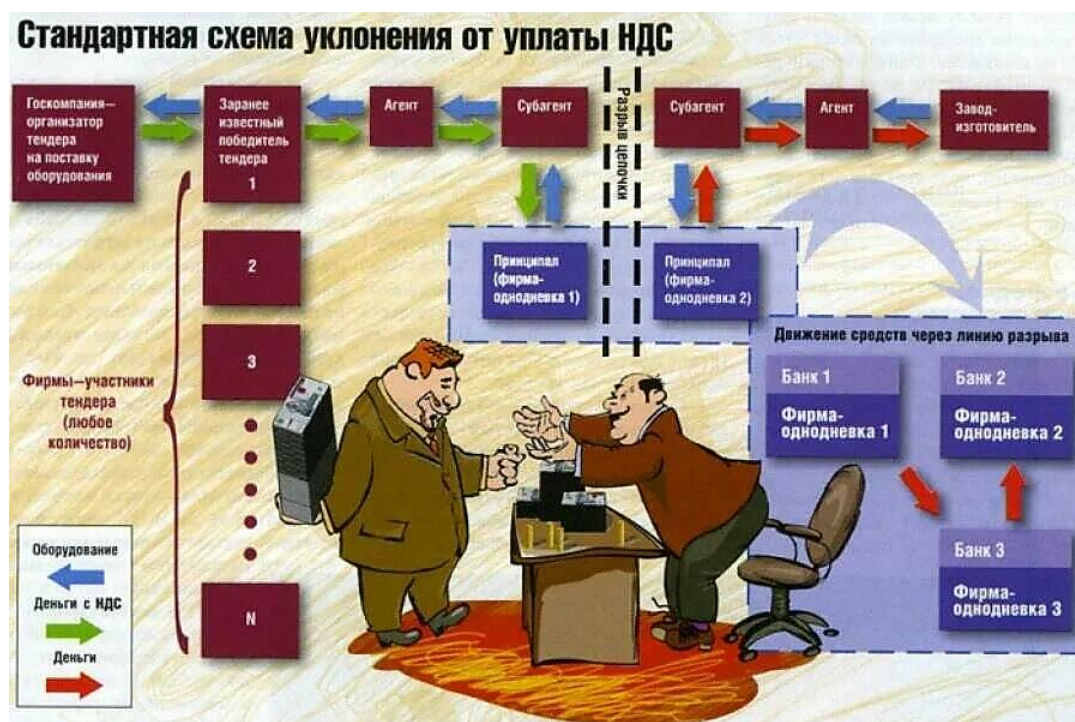 Стандартная схема уклонения от уплаты НДС
Госкомпания—
организатор
тендера
на поставку
оборудования
Заранее
известный
победитель
тендера
1
Агент
Субагент
Разрыв цепочки
Субагент
Агент
Завод-
изготовитель
2
Принципал
(фирма-
однодневка 1)
Принципал
(фирма-
однодневка 2)
3
Фирмы—участники
тендера
(любое
количество)
N
Движение средств через линию разрыва
Банк 1
Фирма-
однодневка 1
Банк 2
Фирма-
однодневка 2
Банк 3
Фирма-
однодневка 3
Оборудование
Деньги с НДС
Деньги